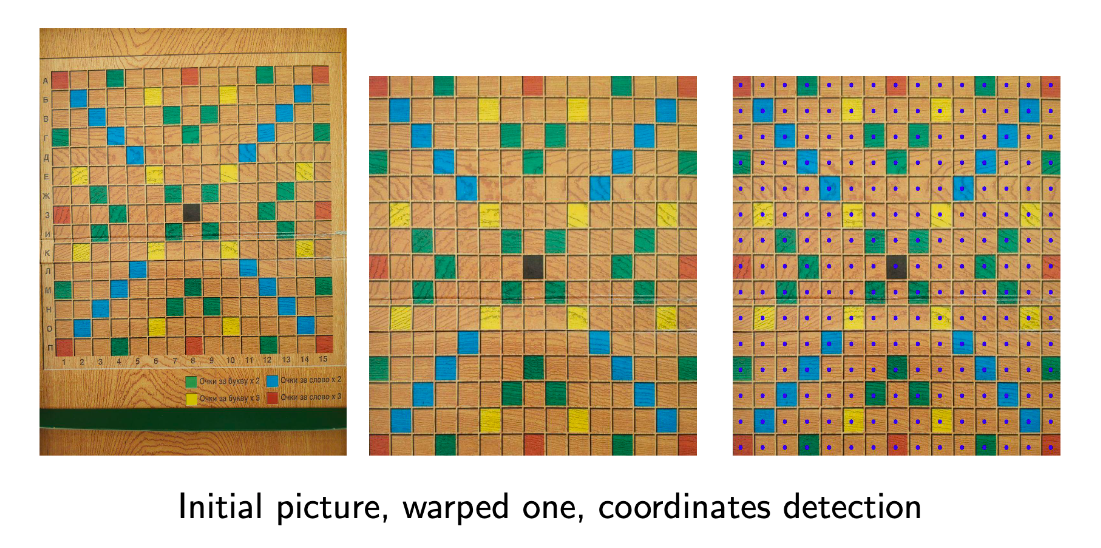 А
Б
В
Г
Д
Е
Ж
З
И
К
Л
М
Н
О
П
1 2 3 4 5 6 7 8 9 10 11 12 13 14 15
Очки за букву x 2 Очки за слово x 2
Очки за букву x 3 Очки за слово x 3
Initial picture, warped one, coordinates detection